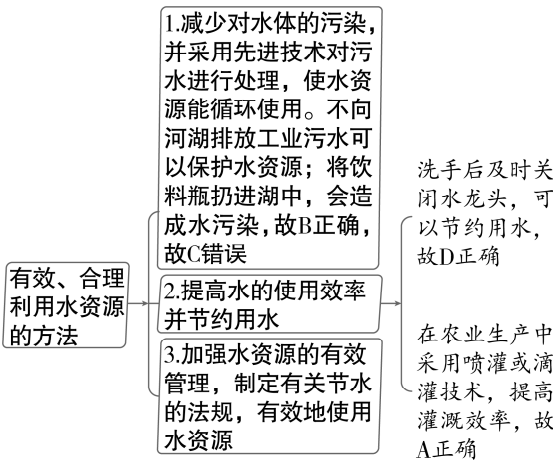 有效、合理
利用水资源
的方法
1.减少对水体的污染，
并采用先进技术对污
水进行处理，使水资
源能循环使用。不向
河湖排放工业污水可
以保护水资源；将饮
料瓶扔进湖中，会造
成水污染，故B正确，
故C错误
2.提高水的使用效率
并节约用水
洗手后及时关
闭水龙头，可
以节约用水，
故D正确
在农业生产中
采用喷灌或滴
灌技术，提高
灌溉效率，故
A正确
3.加强水资源的有效
管理，制定有关节水
的法规，有效地使用
水资源